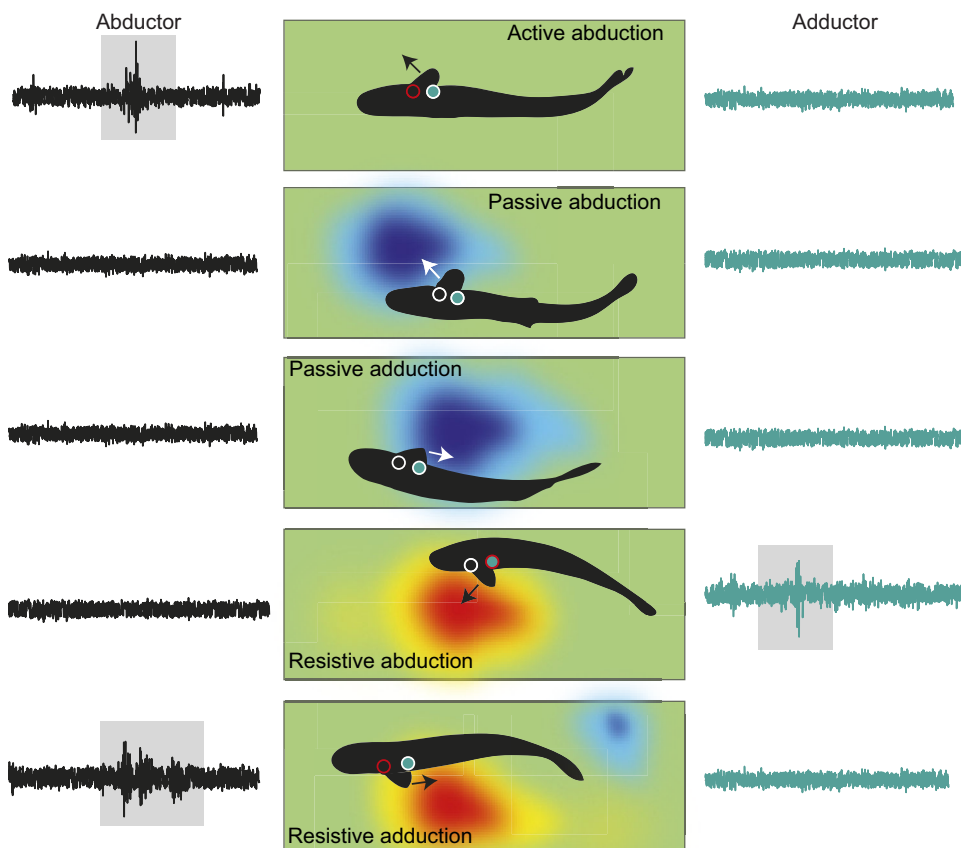 Abductor
Active abduction
Adductor
Passive abduction
Passive adduction
Resistive abduction
Resistive adduction